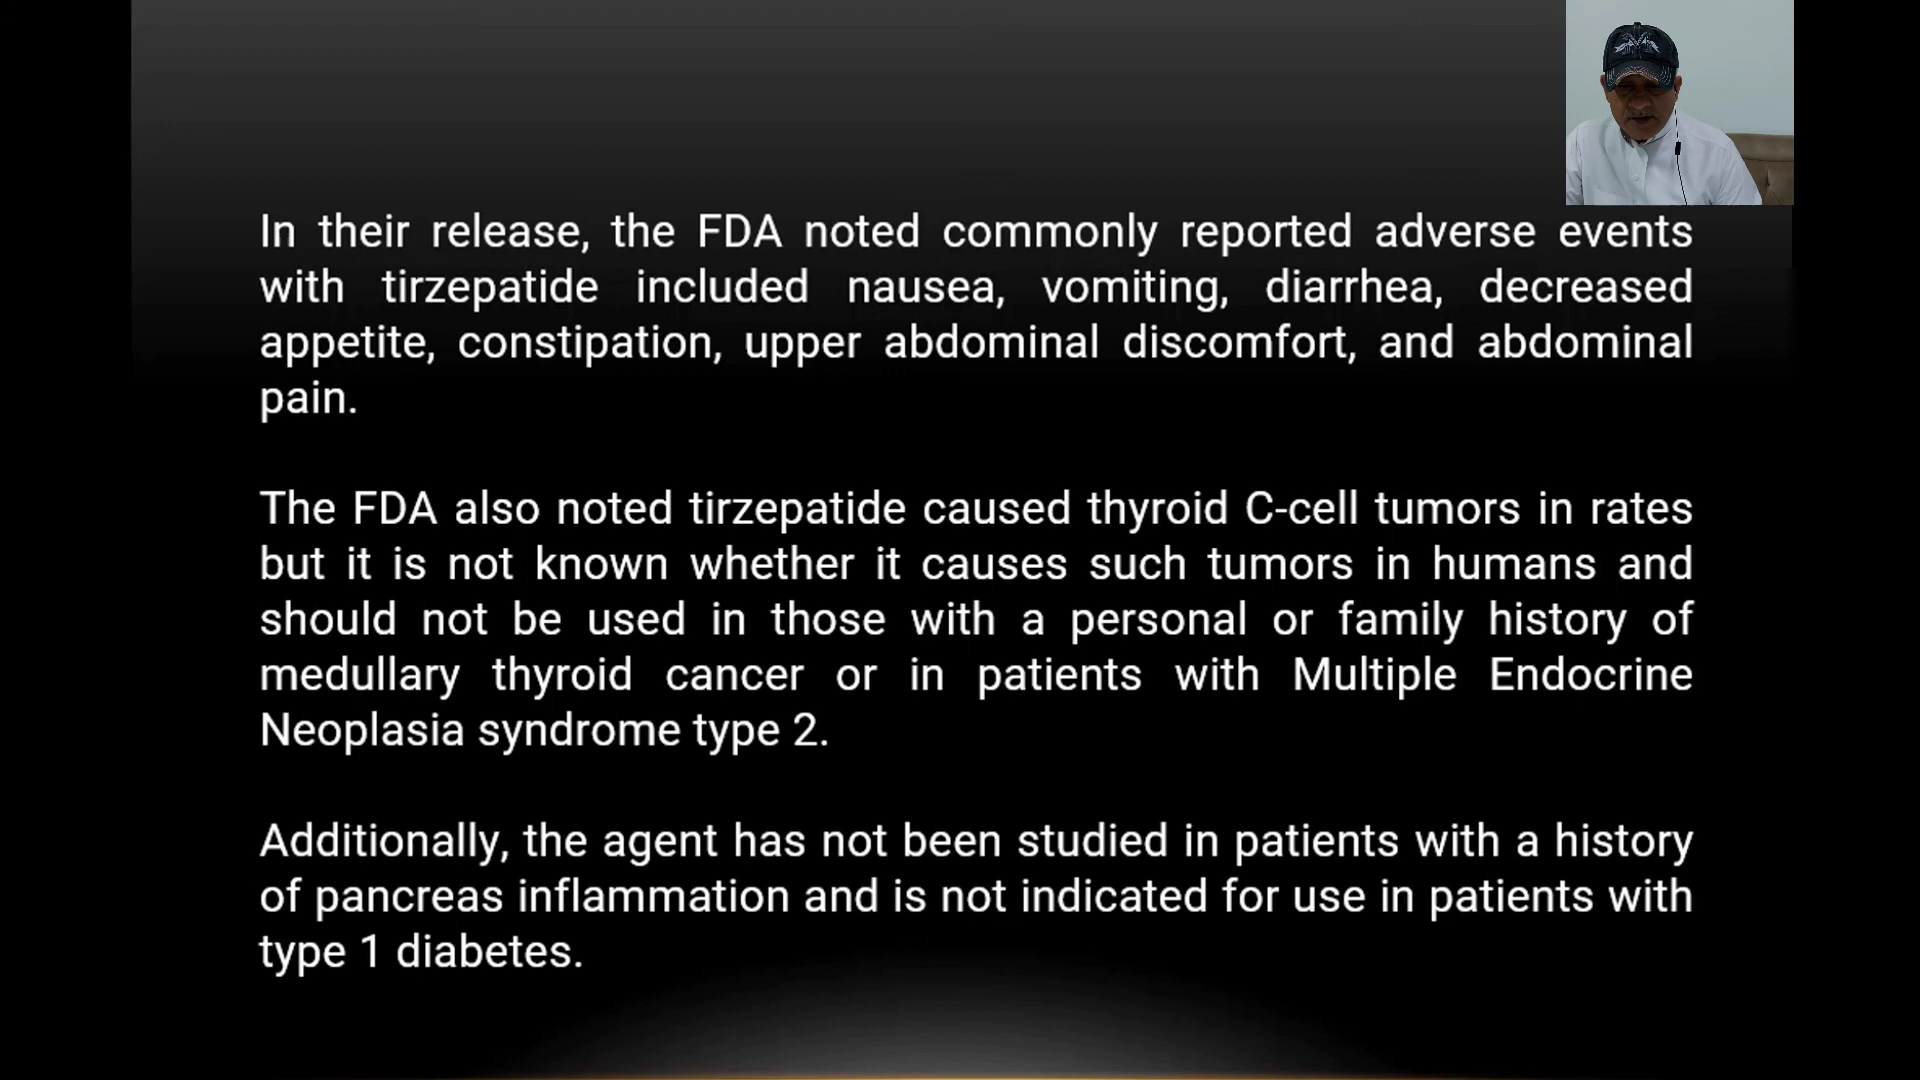 In their release, the FDA noted commonly reported adverse events
with tirzepatide included nausea, vomiting, diarrhea, decreased
appetite, constipation, upper abdominal discomfort, and abdominal
pain.
The FDA also noted tirzepatide caused thyroid C-cell tumors in rates
but it is not known whether it causes such tumors in humans and
should not be used in those with a personal or family history of
medullary thyroid cancer or in patients with Multiple Endocrine
Neoplasia syndrome type 2.
Additionally, the agent has not been studied in patients with a history
of pancreas inflammation and is not indicated for use in patients with
type 1 diabetes.